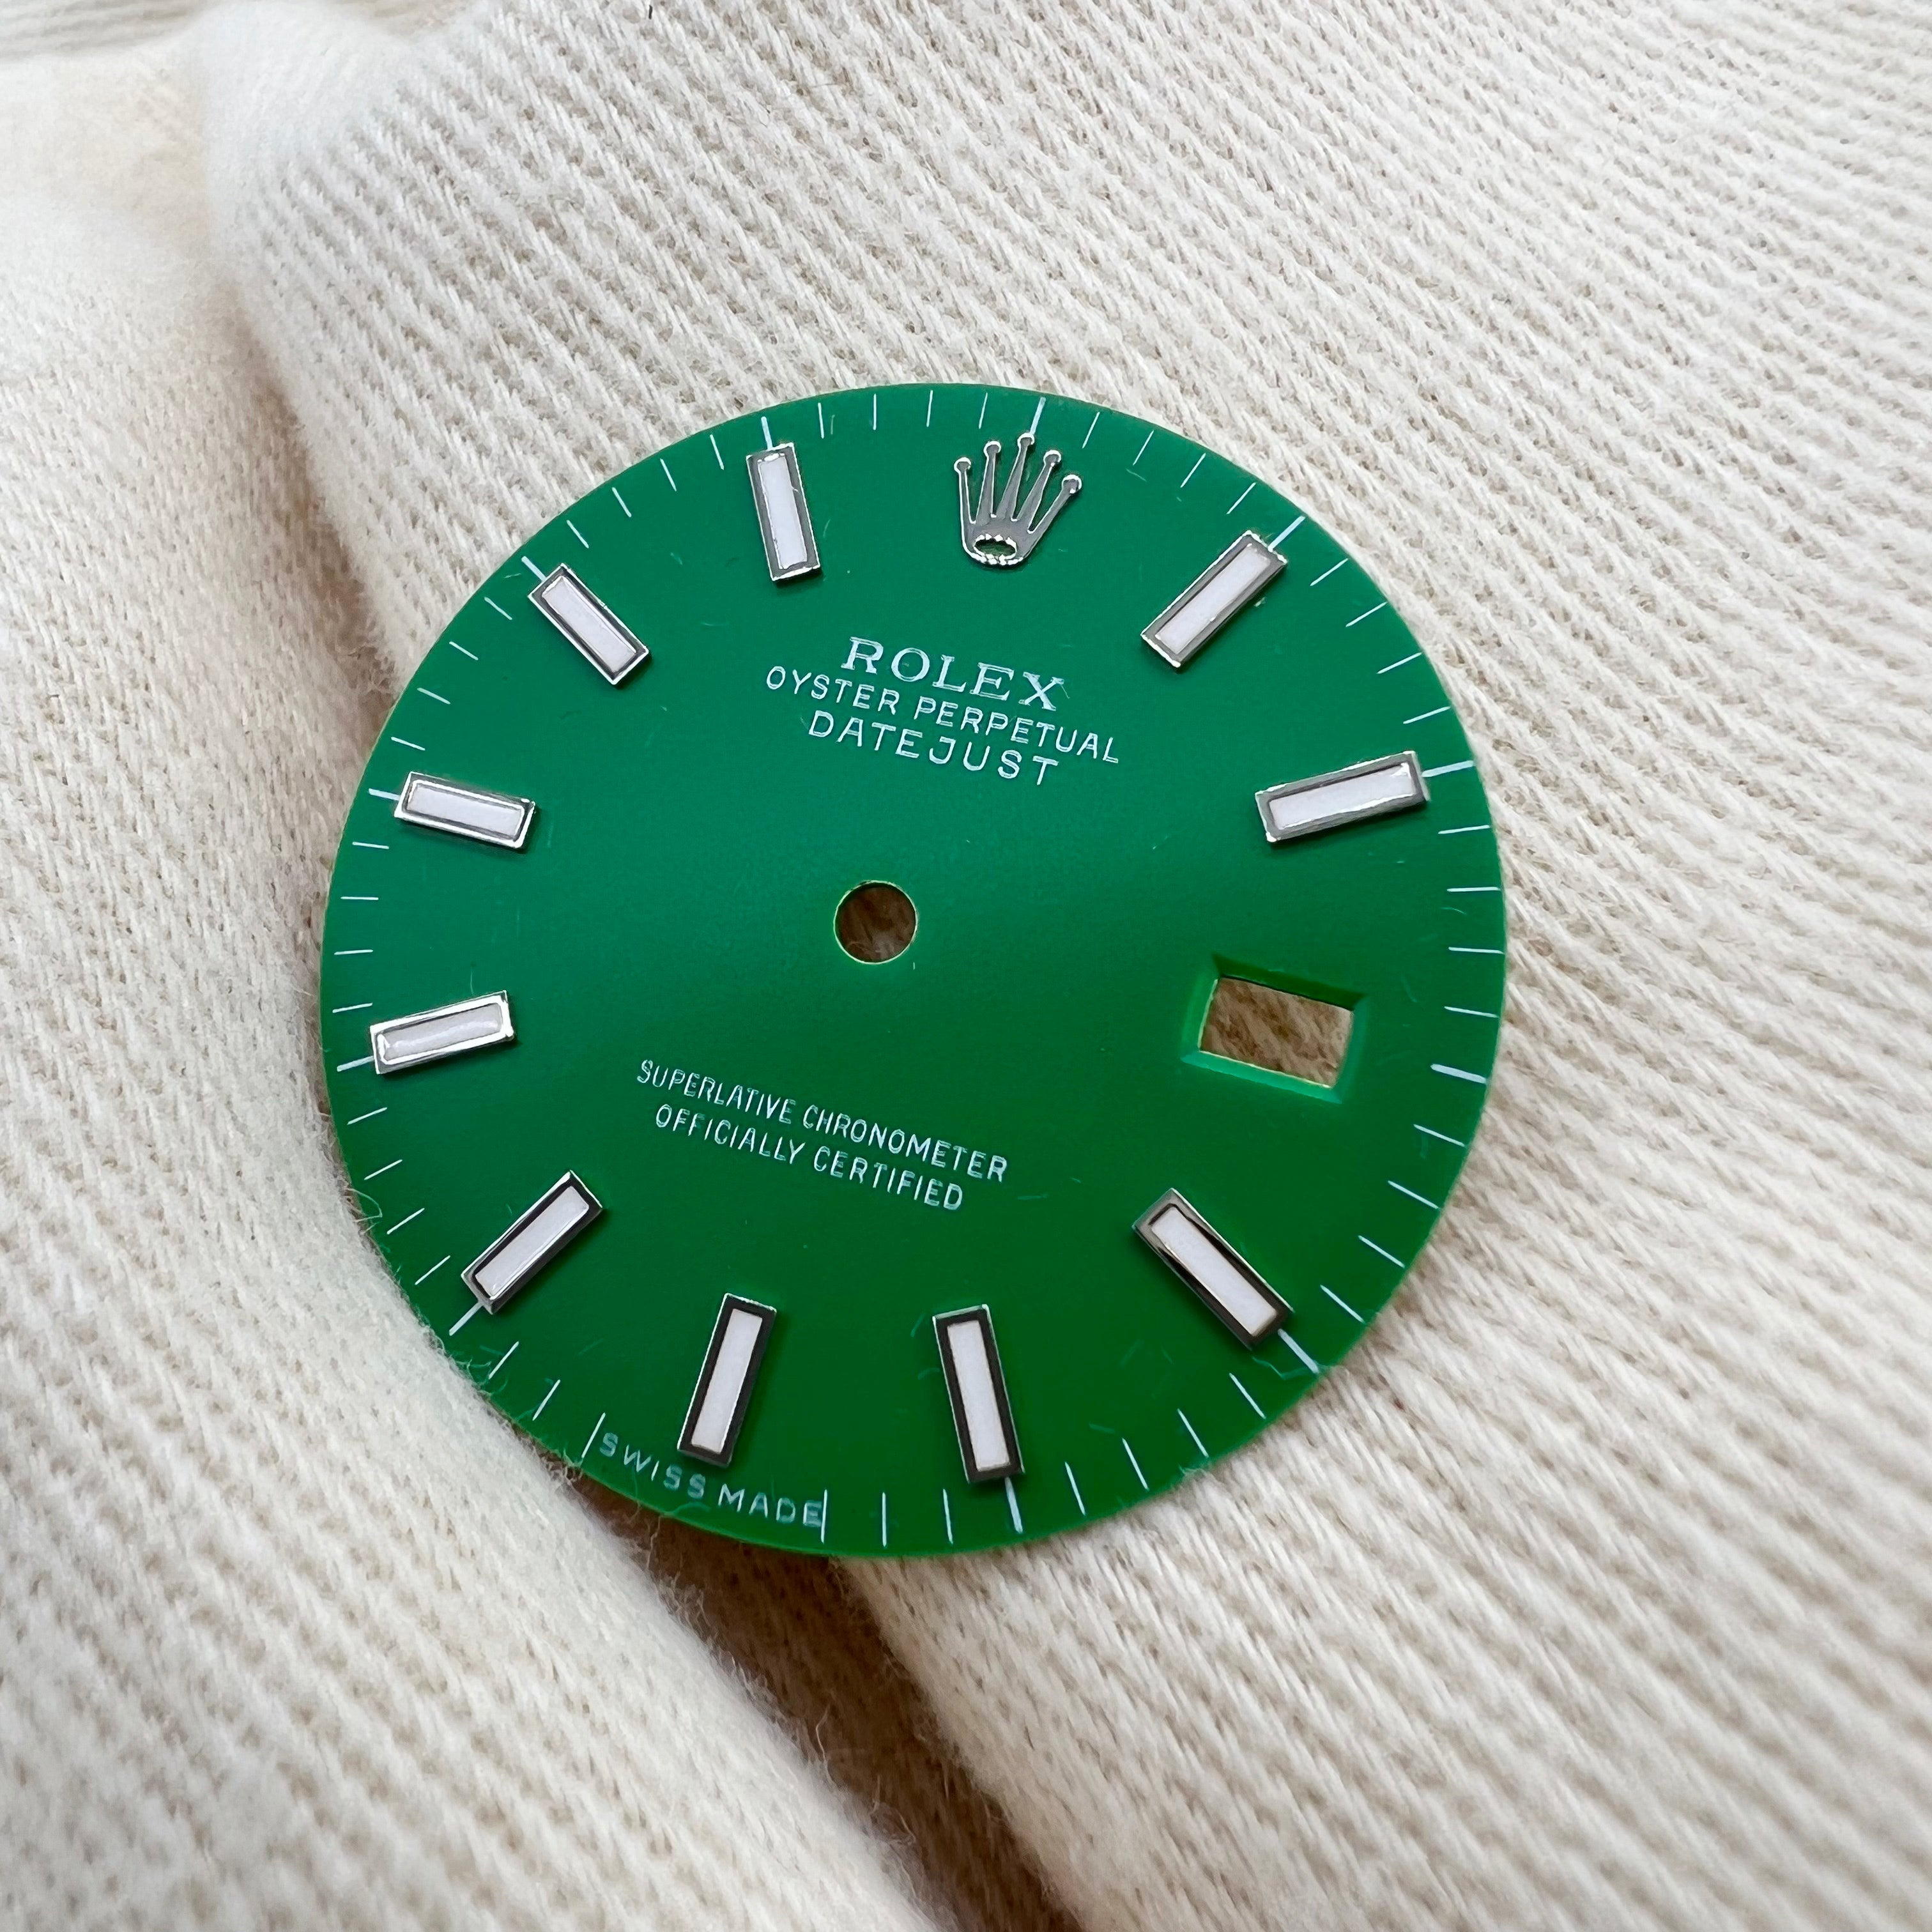 ROLEX
OYSTER PERPETUAL
DATEJUST
SUPERLATIVE CHRONOMETER
OFFICIALLY CERTIFIED
SWISS MADE